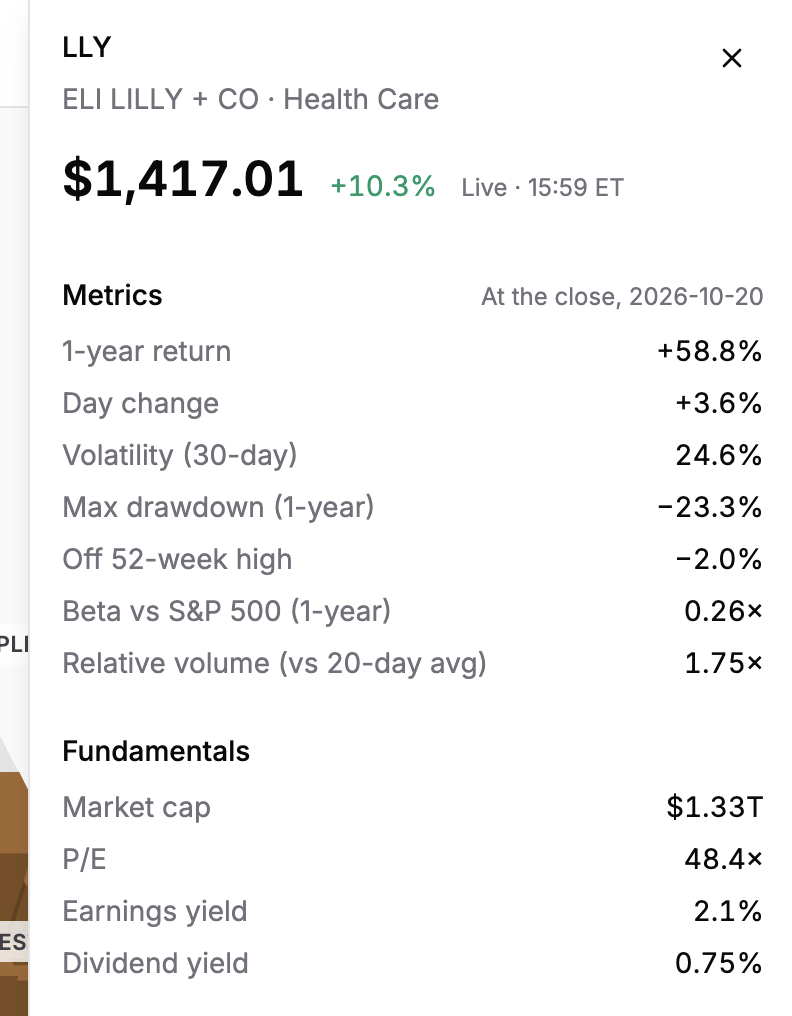 LLY
ELI LILLY + CO · Health Care
$1,417.01 +10.3% Live · 15:59 ET
Metrics At the close, 2026-10-20
1-year return +58.8%
Day change +3.6%
Volatility (30-day) 24.6%
Max drawdown (1-year) −23.3%
Off 52-week high −2.0%
Beta vs S&P 500 (1-year) 0.26×
Relative volume (vs 20-day avg) 1.75×
PLI
Fundamentals
Market cap $1.33T
P/E 48.4×
Earnings yield 2.1%
ES
Dividend yield 0.75%